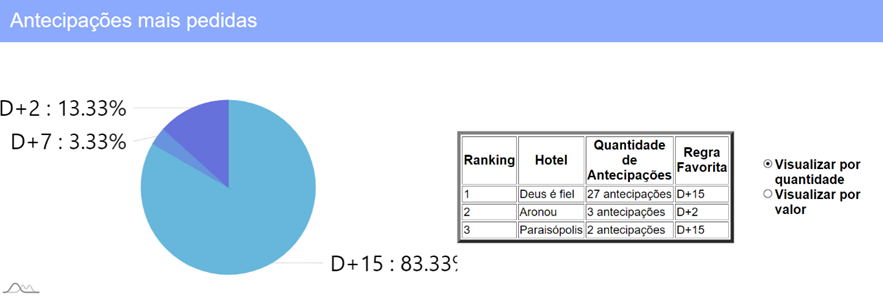 Antecipações mais pedidas
D+2 : 13.33%
D+7 : 3.33%
D+15 : 83.33%
Ranking Hotel Quantidade de Antecipações Regra Favorita
1 Deus é fiel 27 antecipações D+15
2 Aronou 3 antecipações D+2
3 Paraisópolis 2 antecipações D+15
Visualizar por
quantidade
Visualizar por
valor